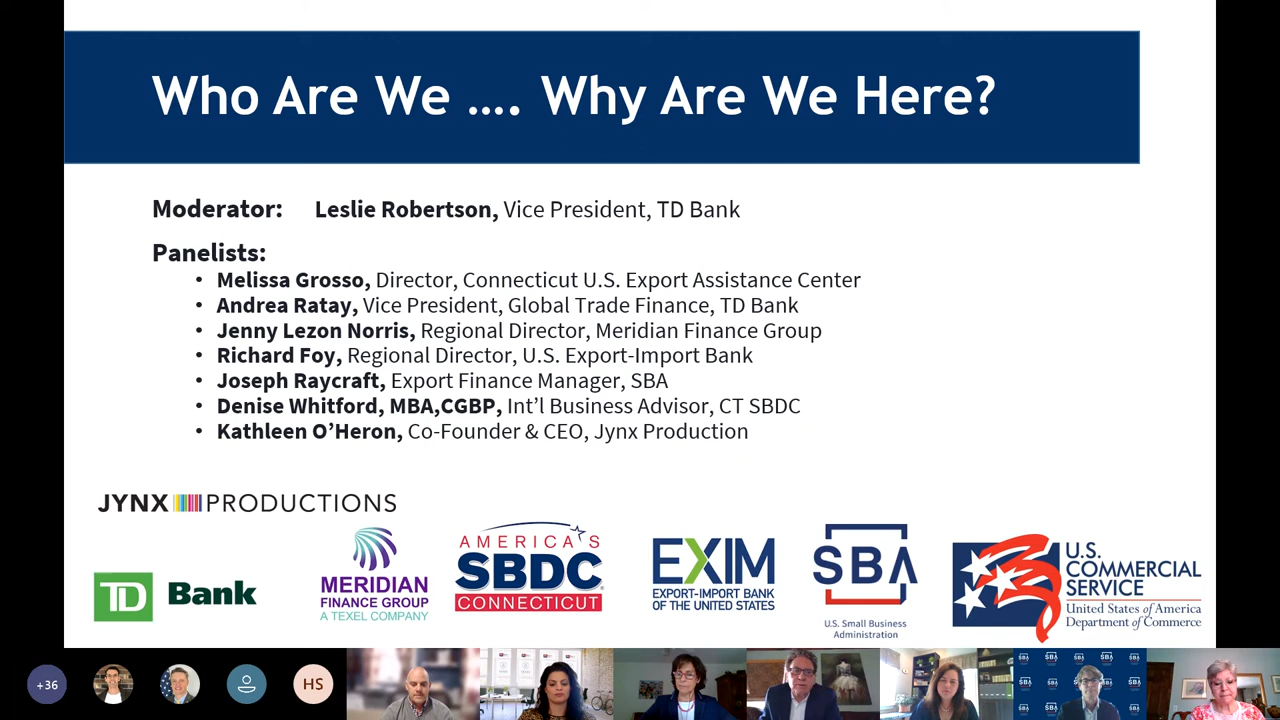 Who Are We .... Why Are We Here?
Moderator: Leslie Robertson, Vice President, TD Bank
Panelists:
• Melissa Grosso, Director, Connecticut U.S. Export Assistance Center
• Andrea Ratay, Vice President, Global Trade Finance, TD Bank
• Jenny Lezon Norris, Regional Director, Meridian Finance Group
• Richard Foy, Regional Director, U.S. Export-Import Bank
• Joseph Raycraft, Export Finance Manager, SBA
• Denise Whitford, MBA,CGBP, Int'l Business Advisor, CT SBDC
• Kathleen O'Heron, Co-Founder & CEO, Jynx Production
JYNX PRODUCTIONS
TD Bank
MERIDIAN
FINANCE GROUP
A TEXEL COMPANY
AMERICA'S
SBDC
CONNECTICUT
EXIM
EXPORT-IMPORT BANK
OF THE UNITED STATES
SBA
U.S. Small Business
Administration
U.S.
COMMERCIAL
SERVICE
United States of America
Department of Commerce
+36
HS